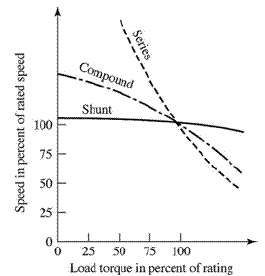 Series
Compound
Shunt
Speed in percent of rated speed
100
75
50
25
0
0 25 50 75 100
Load torque in percent of rating